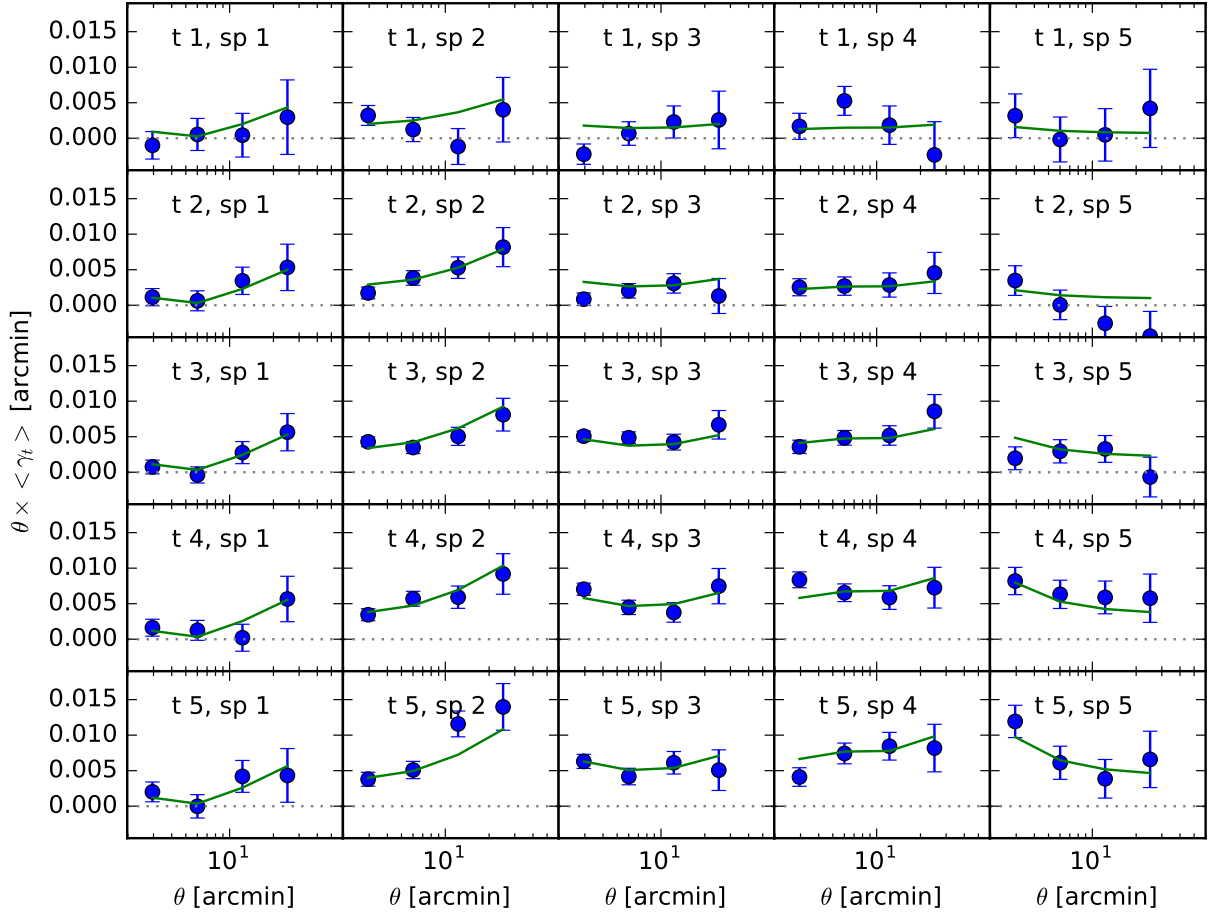 0.015 t 1, sp 1 t 1, sp 2 t 1, sp 3 t 1, sp 4 t 1, sp 5
0.010
0.005
0.000
0.015 t 2, sp 1 t 2, sp 2 t 2, sp 3 t 2, sp 4 t 2, sp 5
0.010
0.005
0.000
θ × < γₜ > [arcmin]
0.015 t 3, sp 1 t 3, sp 2 t 3, sp 3 t 3, sp 4 t 3, sp 5
0.010
0.005
0.000
0.015 t 4, sp 1 t 4, sp 2 t 4, sp 3 t 4, sp 4 t 4, sp 5
0.010
0.005
0.000
0.015 t 5, sp 1 t 5, sp 2 t 5, sp 3 t 5, sp 4 t 5, sp 5
0.010
0.005
0.000
10¹ 10¹ 10¹ 10¹ 10¹
θ [arcmin] θ [arcmin] θ [arcmin] θ [arcmin] θ [arcmin]